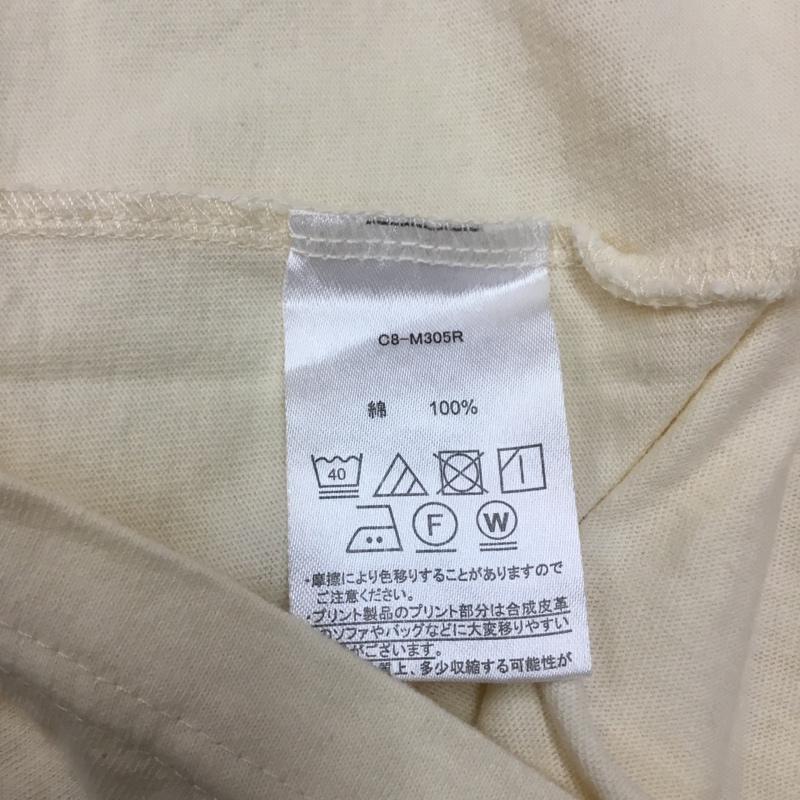 C8-M305R
綿 100%
40
F W
・摩擦により色移りすることがありますので
ご注意ください。
・プリント製品のプリント部分は合成皮革
のソファやバッグなどに大変移りやすい
がございます。
上、多少収縮する可能性が